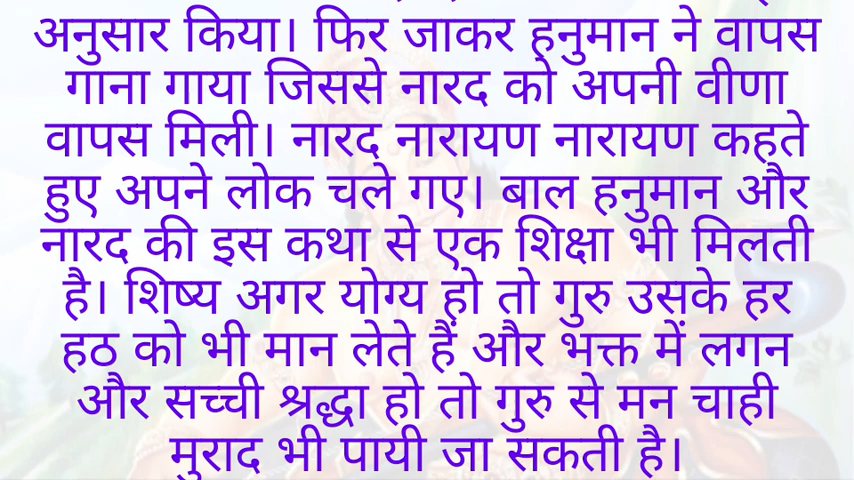 अनुसार किया। फिर जाकर हनुमान ने वापस
गाना गाया जिससे नारद को अपनी वीणा
वापस मिली। नारद नारायण नारायण कहते
हुए अपने लोक चले गए। बाल हनुमान और
नारद की इस कथा से एक शिक्षा भी मिलती
है। शिष्य अगर योग्य हो तो गुरु उसके हर
हठ को भी मान लेते हैं और भक्त में लगन
और सच्ची श्रद्धा हो तो गुरु से मन चाही
मुराद भी पायी जा सकती है।